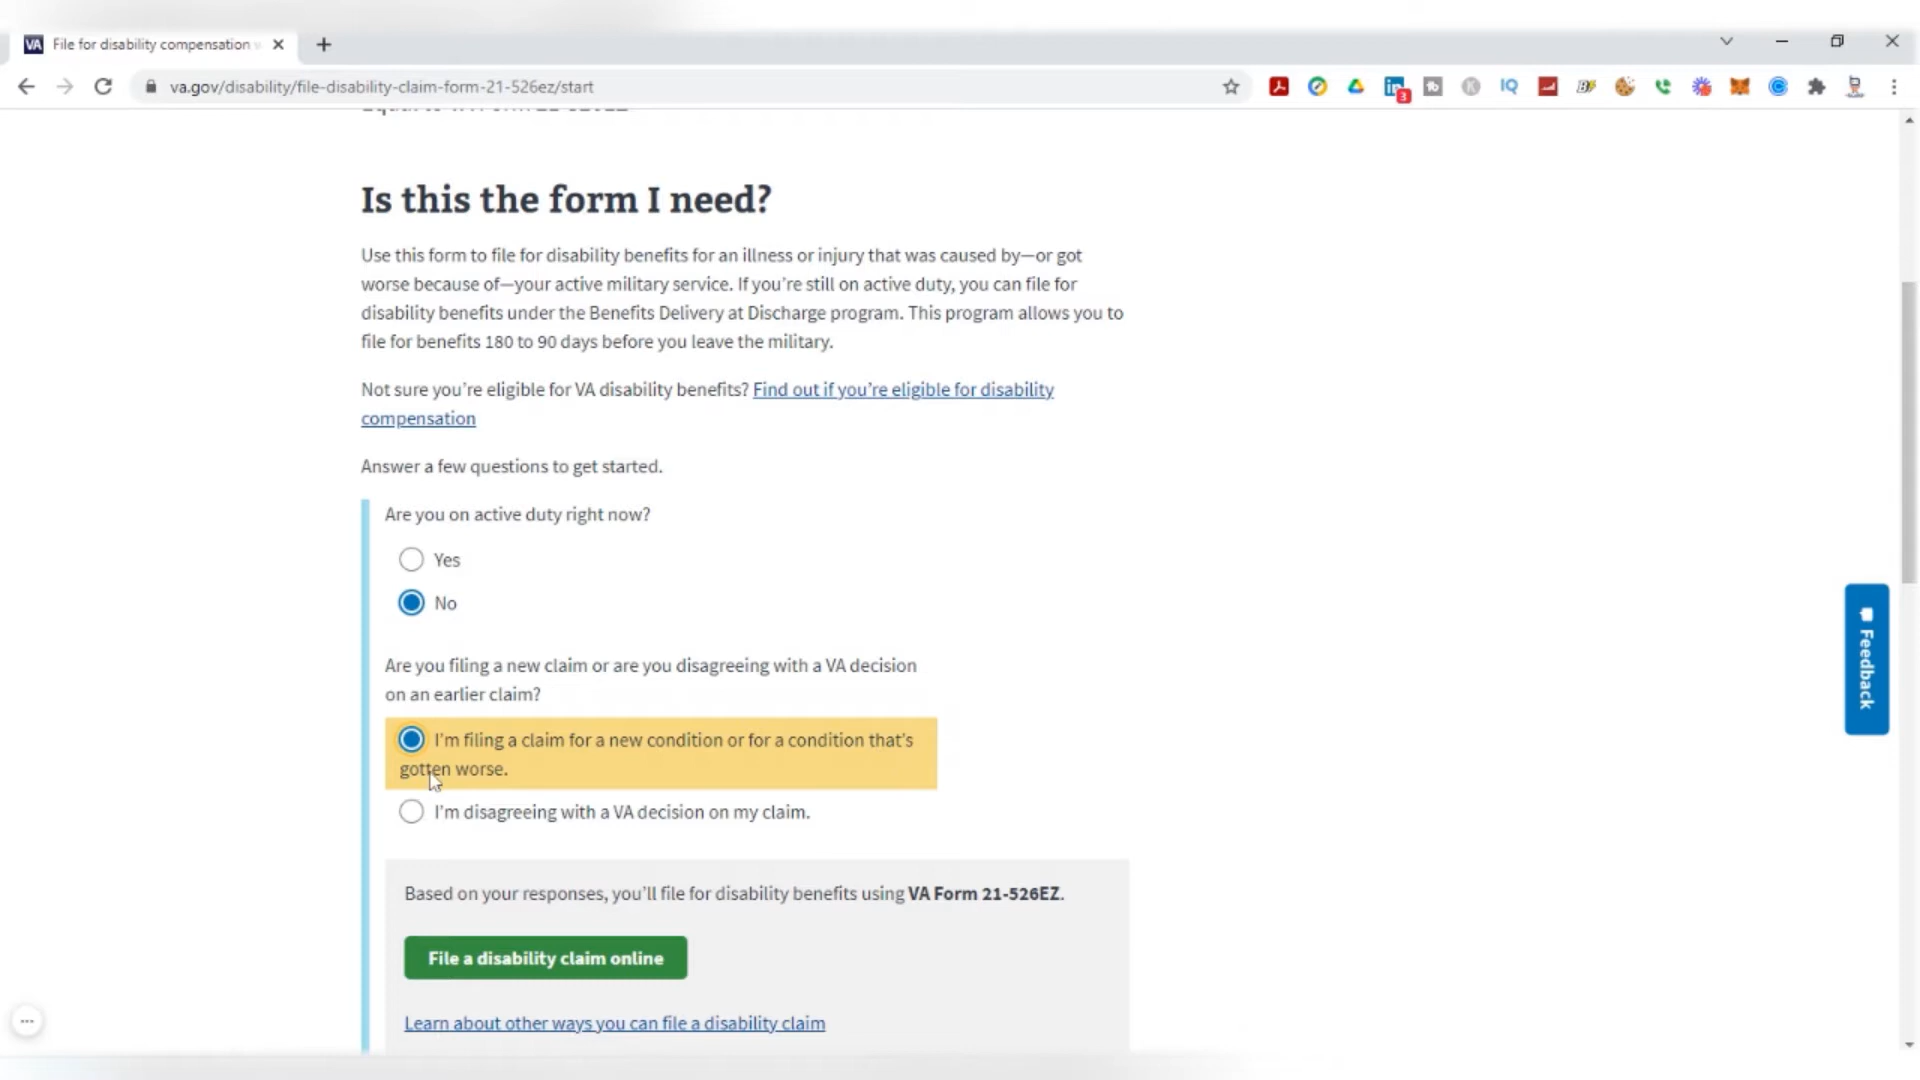 VA File for disability compensation
va.gov/disability/file-disability-claim-form-21-526ez/start
3
IQ
Is this the form I need?
Use this form to file for disability benefits for an illness or injury that was caused by—or got
worse because of—your active military service. If you’re still on active duty, you can file for
disability benefits under the Benefits Delivery at Discharge program. This program allows you to
file for benefits 180 to 90 days before you leave the military.
Not sure you’re eligible for VA disability benefits? Find out if you’re eligible for disability
compensation
Answer a few questions to get started.
Are you on active duty right now?
Yes
No
Are you filing a new claim or are you disagreeing with a VA decision
on an earlier claim?
I’m filing a claim for a new condition or for a condition that’s
gotten worse.
I’m disagreeing with a VA decision on my claim.
Feedback
Based on your responses, you’ll file for disability benefits using VA Form 21-526EZ.
File a disability claim online
Learn about other ways you can file a disability claim